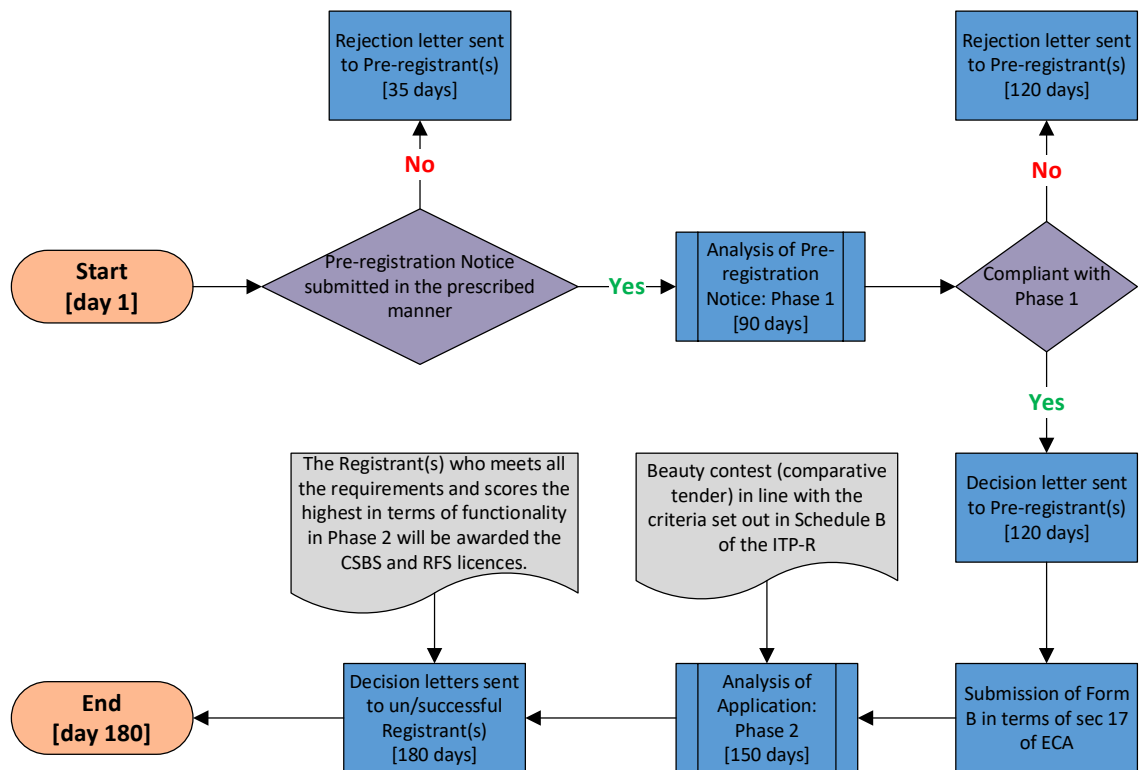 Rejection letter sent
to Pre-registrant(s)
[35 days]
Rejection letter sent
to Pre-registrant(s)
[120 days]
No
No
Start
[day 1]
Pre-registration Notice
submitted in the prescribed
manner
Yes
Analysis of Pre-
registration
Notice: Phase 1
[90 days]
Compliant with
Phase 1
Yes
The Registrant(s) who meets all
the requirements and scores the
highest in terms of functionality
in Phase 2 will be awarded the
CSBS and RFS licences.
Beauty contest (comparative
tender) in line with the
criteria set out in Schedule B
of the ITP-R
Decision letter sent
to Pre-registrant(s)
[120 days]
End
[day 180]
Decision letters sent
to un/successful
Registrant(s)
[180 days]
Analysis of
Application:
Phase 2
[150 days]
Submission of Form
B in terms of sec 17
of ECA